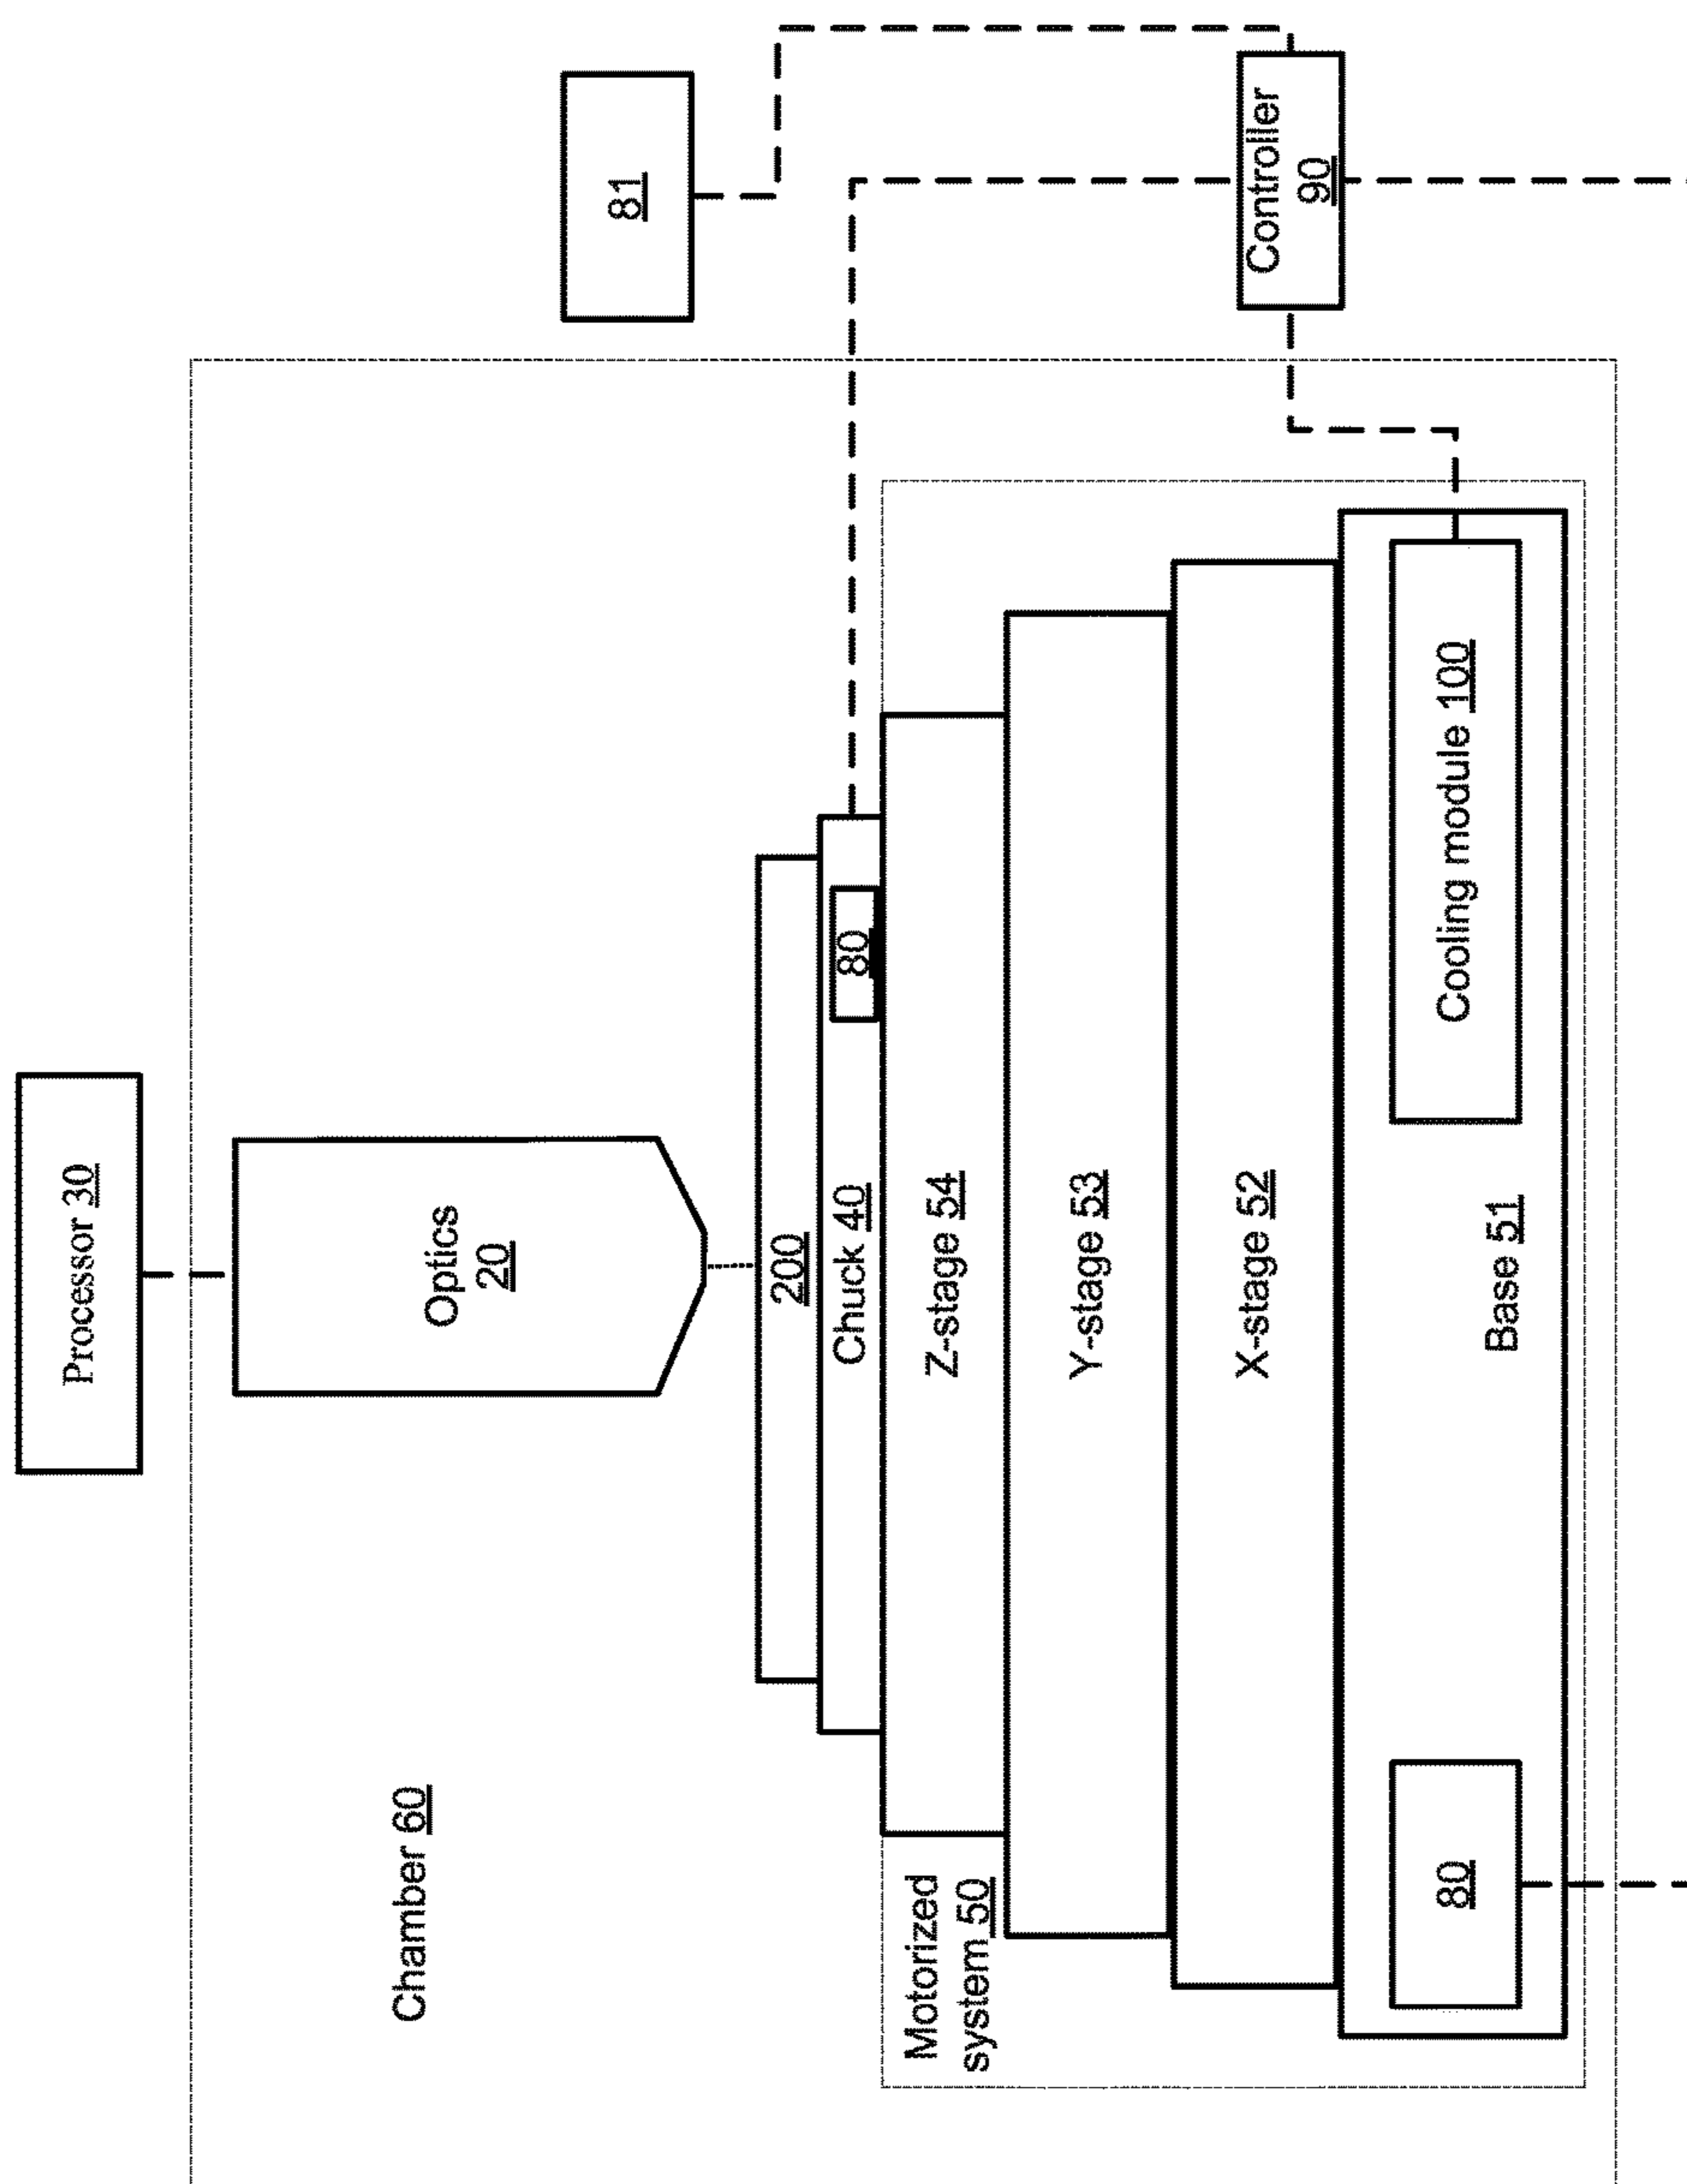 Processor 30
Optics
20
81
Chamber 60
200
Chuck 40
80
Motorized
system 50
Z-stage 54
Y-stage 53
X-stage 52
Controller
90
80
Base 51
Cooling module 100